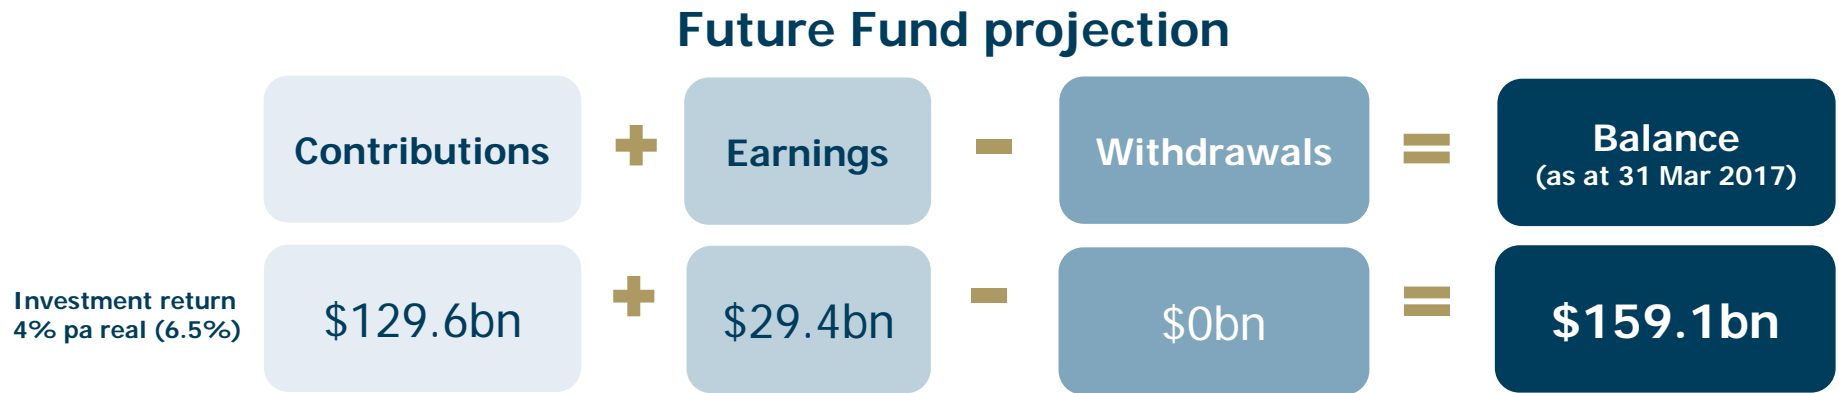 Future Fund projection
Contributions + Earnings - Withdrawals = Balance
(as at 31 Mar 2017)
Investment return
4% pa real (6.5%)
$129.6bn + $29.4bn - $0bn = $159.1bn